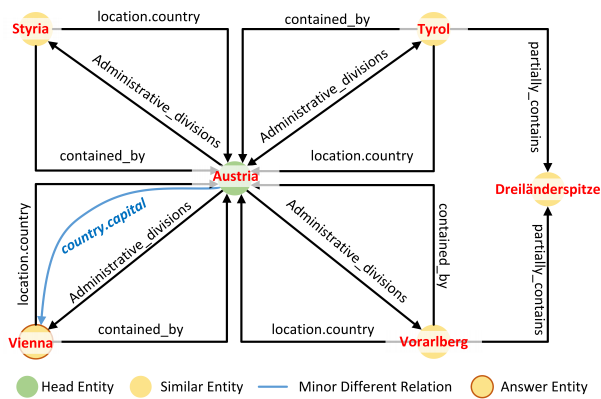 location.country
contained_by
Styria
Tyrol
Administrative_divisions
Administrative_divisions
partially_contains
contained_by
location.country
Austria
Dreiländerspitze
location.country
country.capital
Administrative_divisions
Administrative_divisions
contained_by
partially_contains
contained_by
location.country
Vienna
Vorarlberg
Head Entity
Similar Entity
Minor Different Relation
Answer Entity